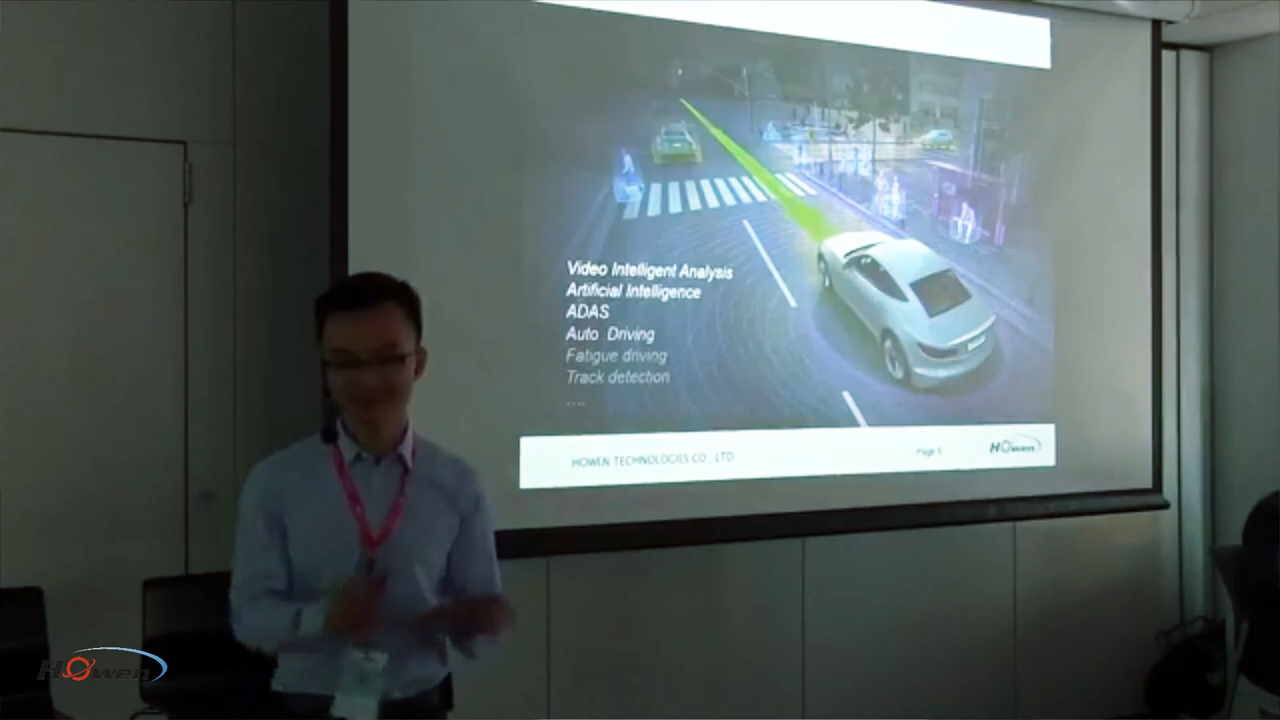 Video Intelligent Analysis
Artificial Intelligence
ADAS
Auto Driving
Fatigue driving
Track detection
....
HOWEN TECHNOLOGIES CO., LTD
Page 5
Howen
Howen